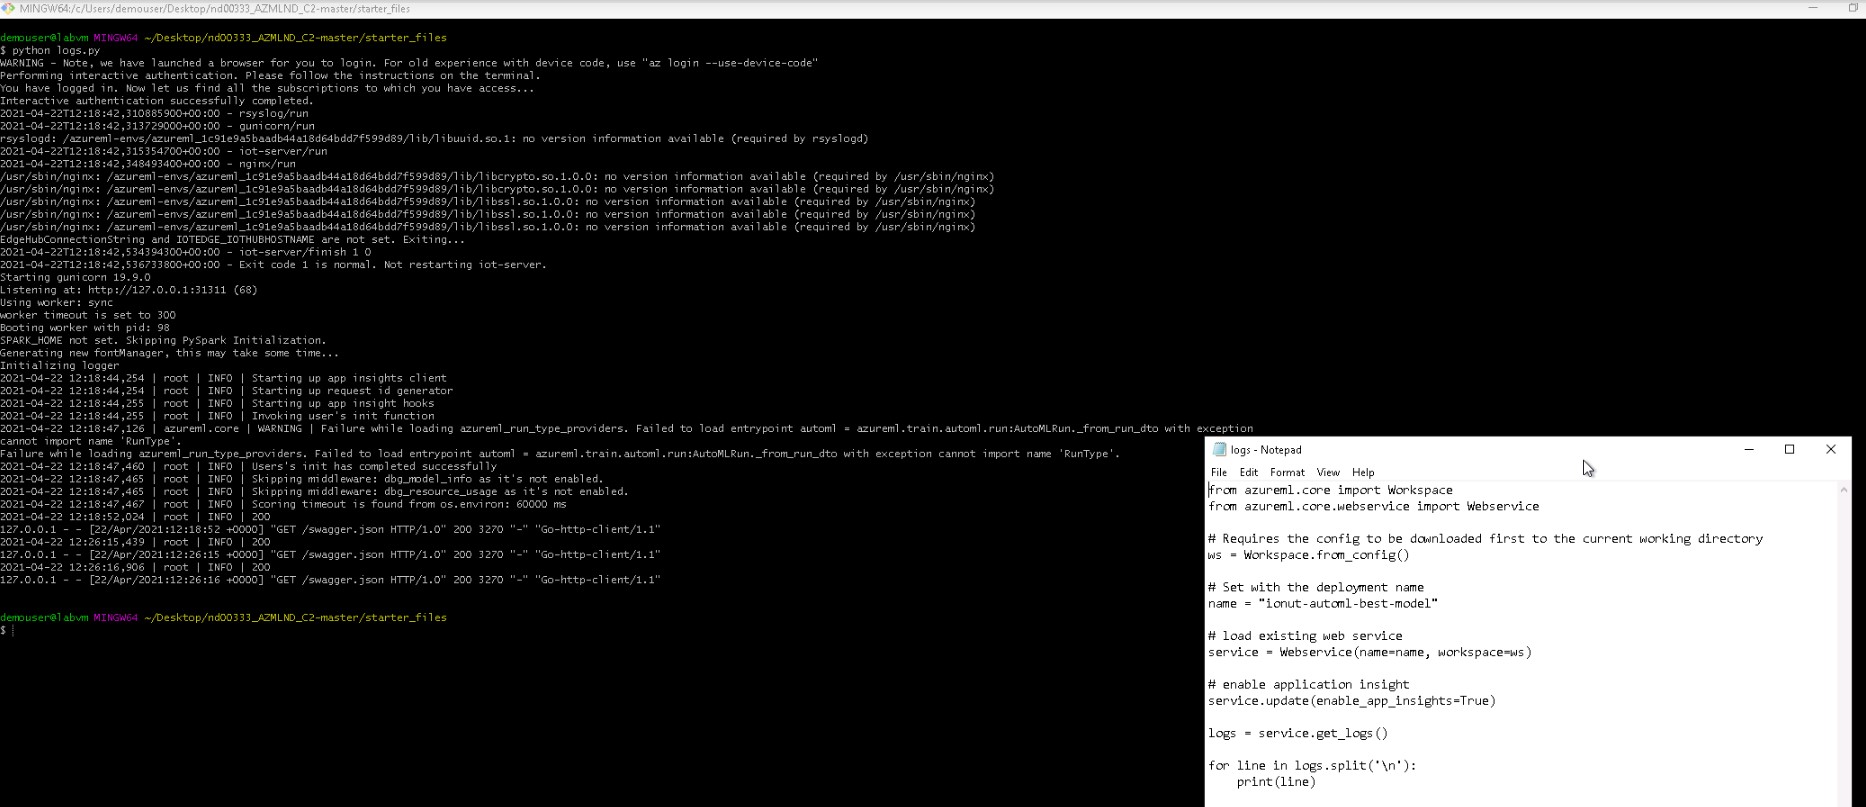 MINGW64:/c/Users/demouser/Desktop/nd00333_AZMLND_C2-master/starter_files
demouser@labvm MINGW64 ~/Desktop/nd00333_AZMLND_C2-master/starter_files
$ python logs.py
WARNING - Note, we have launched a browser for you to login. For old experience with device code, use "az login --use-device-code"
Performing interactive authentication. Please follow the instructions on the terminal.
You have logged in. Now let us find all the subscriptions to which you have access...
Interactive authentication successfully completed.
2021-04-22T12:18:42,310885900+00:00 - rsyslog/run
2021-04-22T12:18:42,313729000+00:00 - gunicorn/run
rsyslogd: /azureml-envs/azureml_1c91e9a5baadb44a18d64bdd7f599d89/lib/libuuid.so.1: no version information available (required by rsyslogd)
2021-04-22T12:18:42,315354700+00:00 - iot-server/run
2021-04-22T12:18:42,348493400+00:00 - nginx/run
/usr/sbin/nginx: /azureml-envs/azureml_1c91e9a5baadb44a18d64bdd7f599d89/lib/libcrypto.so.1.0.0: no version information available (required by /usr/sbin/nginx)
/usr/sbin/nginx: /azureml-envs/azureml_1c91e9a5baadb44a18d64bdd7f599d89/lib/libcrypto.so.1.0.0: no version information available (required by /usr/sbin/nginx)
/usr/sbin/nginx: /azureml-envs/azureml_1c91e9a5baadb44a18d64bdd7f599d89/lib/libssl.so.1.0.0: no version information available (required by /usr/sbin/nginx)
/usr/sbin/nginx: /azureml-envs/azureml_1c91e9a5baadb44a18d64bdd7f599d89/lib/libssl.so.1.0.0: no version information available (required by /usr/sbin/nginx)
/usr/sbin/nginx: /azureml-envs/azureml_1c91e9a5baadb44a18d64bdd7f599d89/lib/libssl.so.1.0.0: no version information available (required by /usr/sbin/nginx)
EdgeHubConnectionString and IOTEDGE_IOTHUBHOSTNAME are not set. Exiting...
2021-04-22T12:18:42,534394300+00:00 - iot-server/finish 1 0
2021-04-22T12:18:42,536733800+00:00 - Exit code 1 is normal. Not restarting iot-server.
Starting gunicorn 19.9.0
Listening at: http://127.0.0.1:31311 (68)
Using worker: sync
worker timeout is set to 300
Booting worker with pid: 98
SPARK_HOME not set. Skipping PySpark Initialization.
Generating new fontManager, this may take some time...
Initializing logger
2021-04-22 12:18:44,254 | root | INFO | Starting up app insights client
2021-04-22 12:18:44,254 | root | INFO | Starting up request id generator
2021-04-22 12:18:44,255 | root | INFO | Starting up app insight hooks
2021-04-22 12:18:44,255 | root | INFO | Invoking user's init function
2021-04-22 12:18:47,126 | azureml.core | WARNING | Failure while loading azureml_run_type_providers. Failed to load entrypoint automl = azureml.train.automl.run:AutoMLRun._from_run_dto with exception
cannot import name 'RunType'.
Failure while loading azureml_run_type_providers. Failed to load entrypoint automl = azureml.train.automl.run:AutoMLRun._from_run_dto with exception cannot import name 'RunType'.
2021-04-22 12:18:47,460 | root | INFO | Users's init has completed successfully
2021-04-22 12:18:47,465 | root | INFO | Skipping middleware: dbg_model_info as it's not enabled.
2021-04-22 12:18:47,465 | root | INFO | Skipping middleware: dbg_resource_usage as it's not enabled.
2021-04-22 12:18:47,467 | root | INFO | Scoring timeout is found from os.environ: 60000 ms
2021-04-22 12:18:52,024 | root | INFO | 200
127.0.0.1 - - [22/Apr/2021:12:18:52 +0000] "GET /swagger.json HTTP/1.0" 200 3270 "-" "Go-http-client/1.1"
2021-04-22 12:26:15,439 | root | INFO | 200
127.0.0.1 - - [22/Apr/2021:12:26:15 +0000] "GET /swagger.json HTTP/1.0" 200 3270 "-" "Go-http-client/1.1"
2021-04-22 12:26:16,906 | root | INFO | 200
127.0.0.1 - - [22/Apr/2021:12:26:16 +0000] "GET /swagger.json HTTP/1.0" 200 3270 "-" "Go-http-client/1.1"
demouser@labvm MINGW64 ~/Desktop/nd00333_AZMLND_C2-master/starter_files
$
logs - Notepad
File Edit Format View Help
from azureml.core import Workspace
from azureml.core.webservice import Webservice
# Requires the config to be downloaded first to the current working directory
ws = Workspace.from_config()
# Set with the deployment name
name = "ionut-automl-best-model"
# load existing web service
service = Webservice(name=name, workspace=ws)
# enable application insight
service.update(enable_app_insights=True)
logs = service.get_logs()
for line in logs.split('\n'):
print(line)